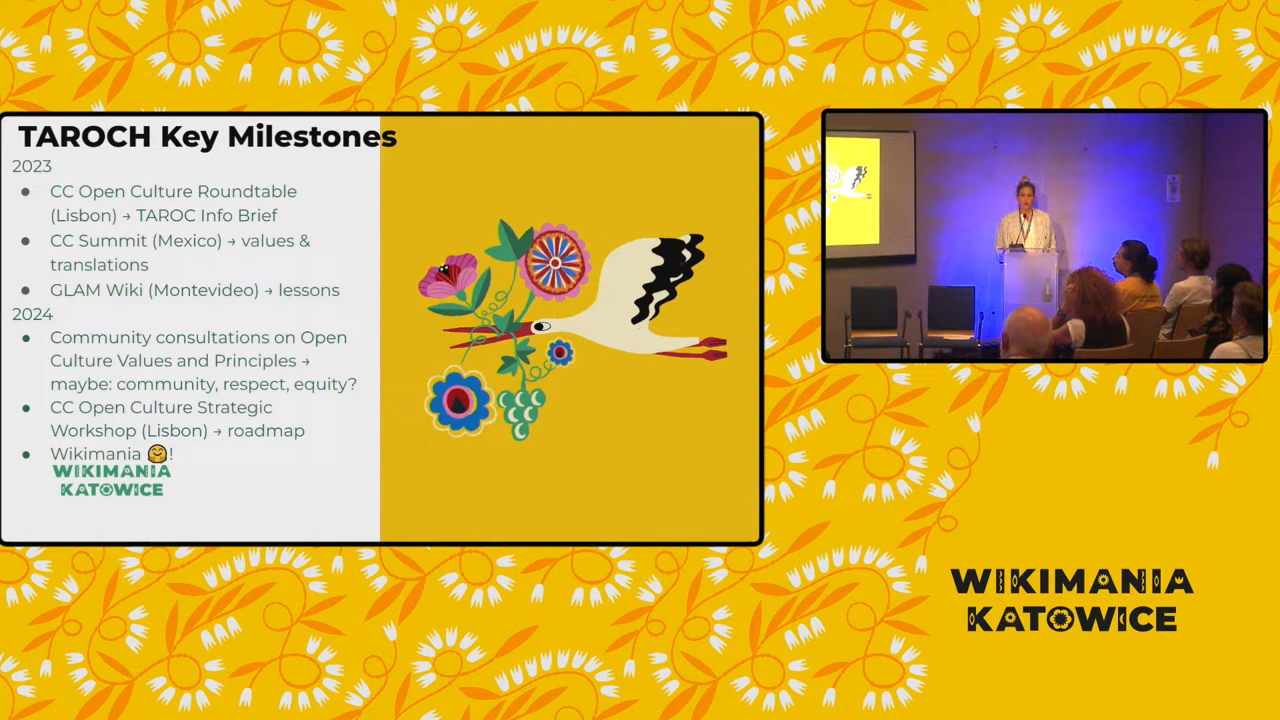 TAROCH Key Milestones
2023
● CC Open Culture Roundtable
(Lisbon) → TAROC Info Brief
● CC Summit (Mexico) → values &
translations
● GLAM Wiki (Montevideo) → lessons
2024
● Community consultations on Open
Culture Values and Principles →
maybe: community, respect, equity?
● CC Open Culture Strategic
Workshop (Lisbon) → roadmap
● Wikimania 🤗!
WIKIMANIA
KATOWICE
WIKIMANIA
KATOWICE